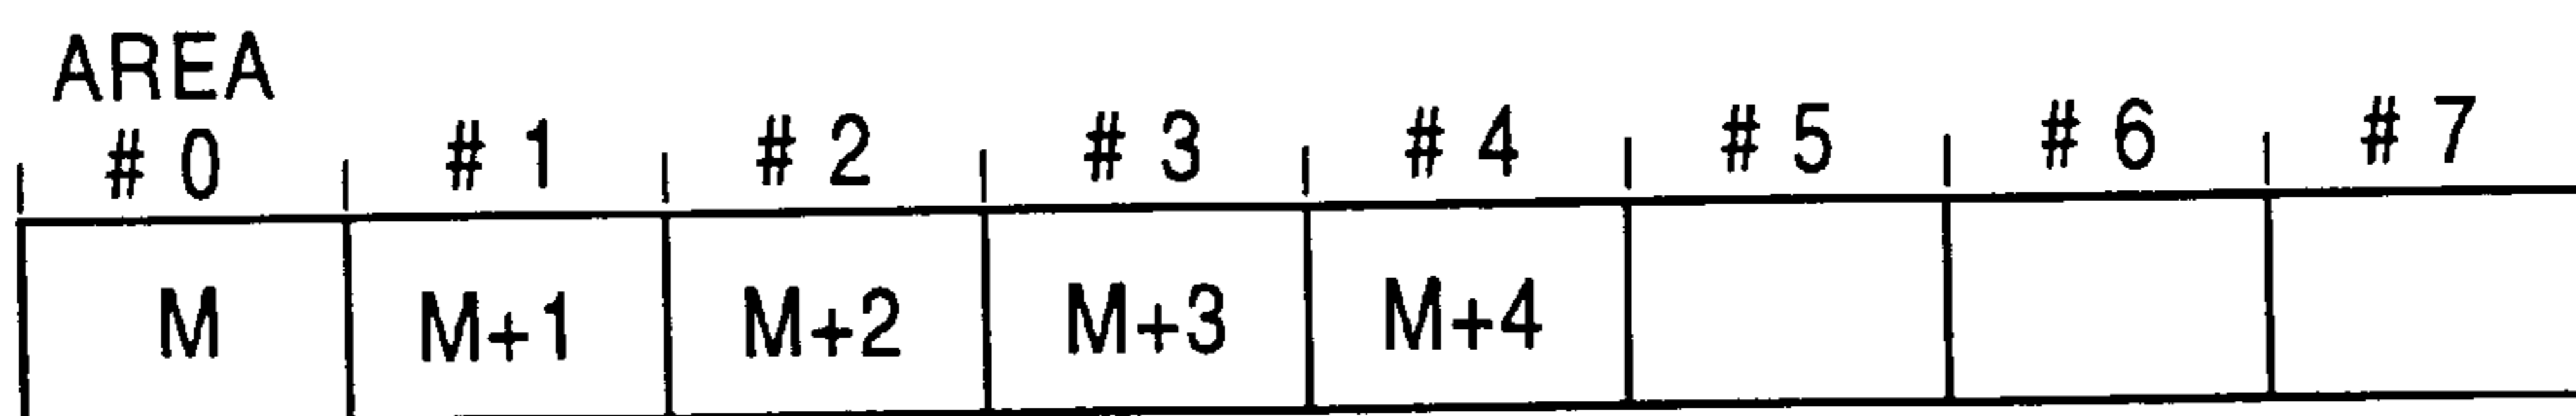 AREA
# 0 # 1 # 2 # 3 # 4 # 5 # 6 # 7
M M+1 M+2 M+3 M+4